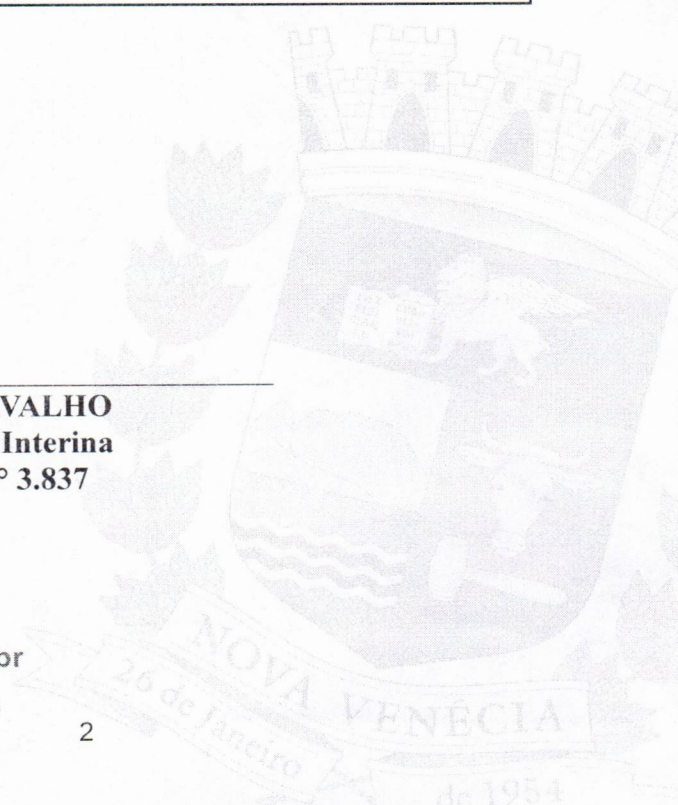 VALHO
Interina
° 3.837
or
2
NOVA VENÉCIA
26 de Janeiro
de 1954